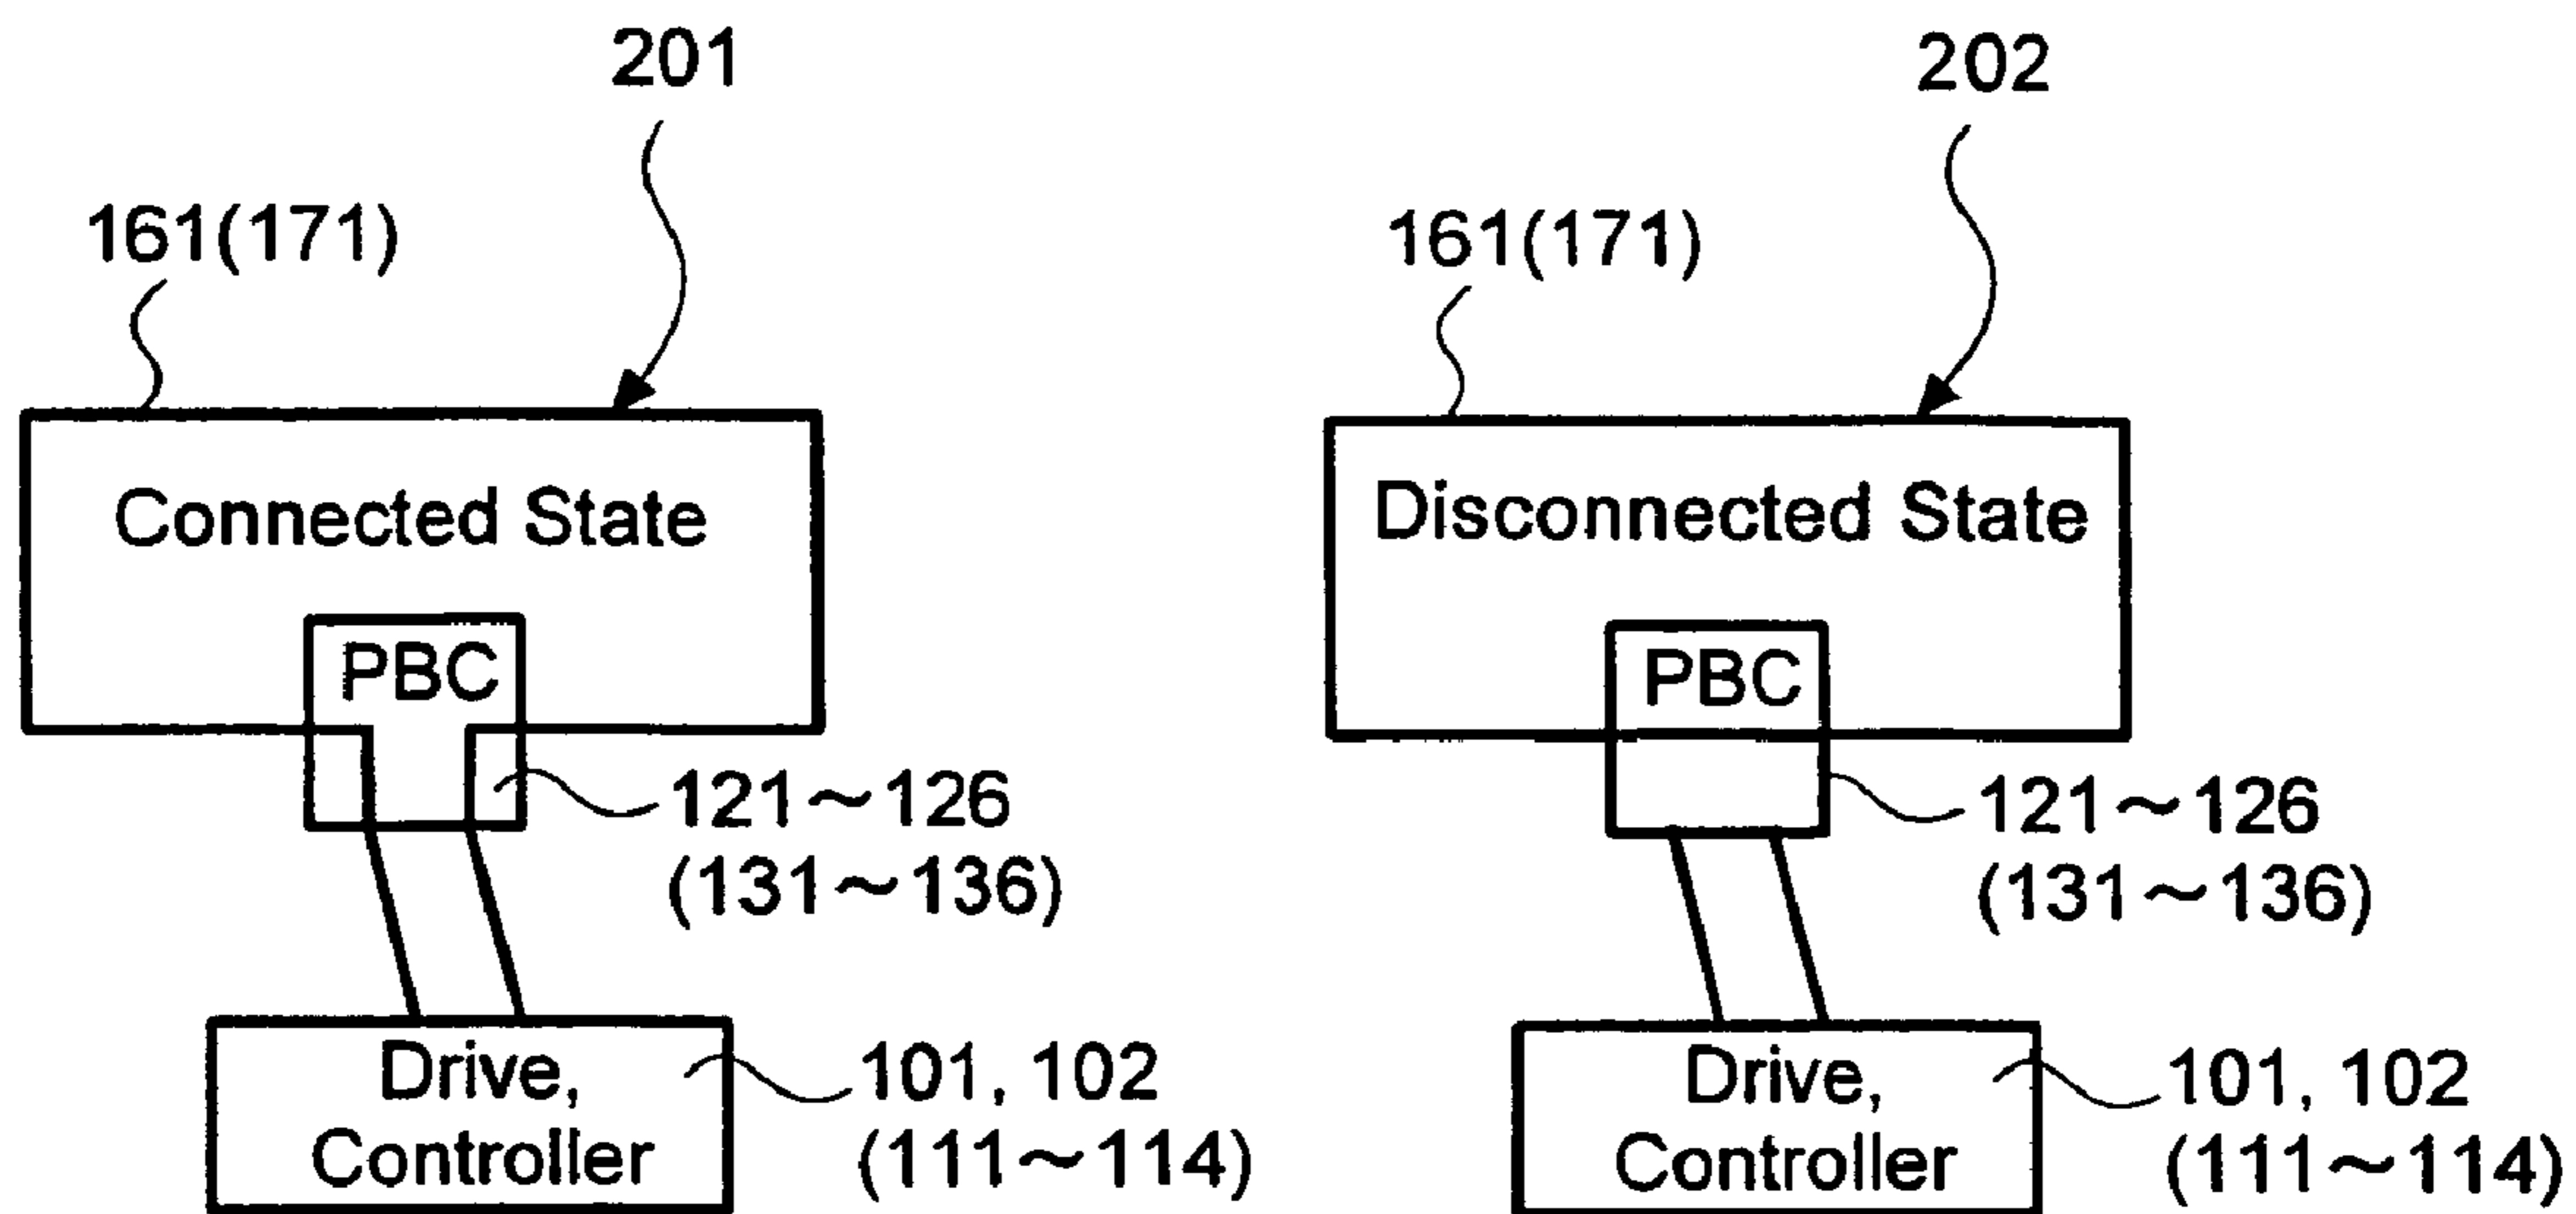 201
161(171)
Connected State
PBC
121～126
(131～136)
Drive,
Controller
101, 102
(111～114)
202
161(171)
Disconnected State
PBC
121～126
(131～136)
Drive,
Controller
101, 102
(111～114)